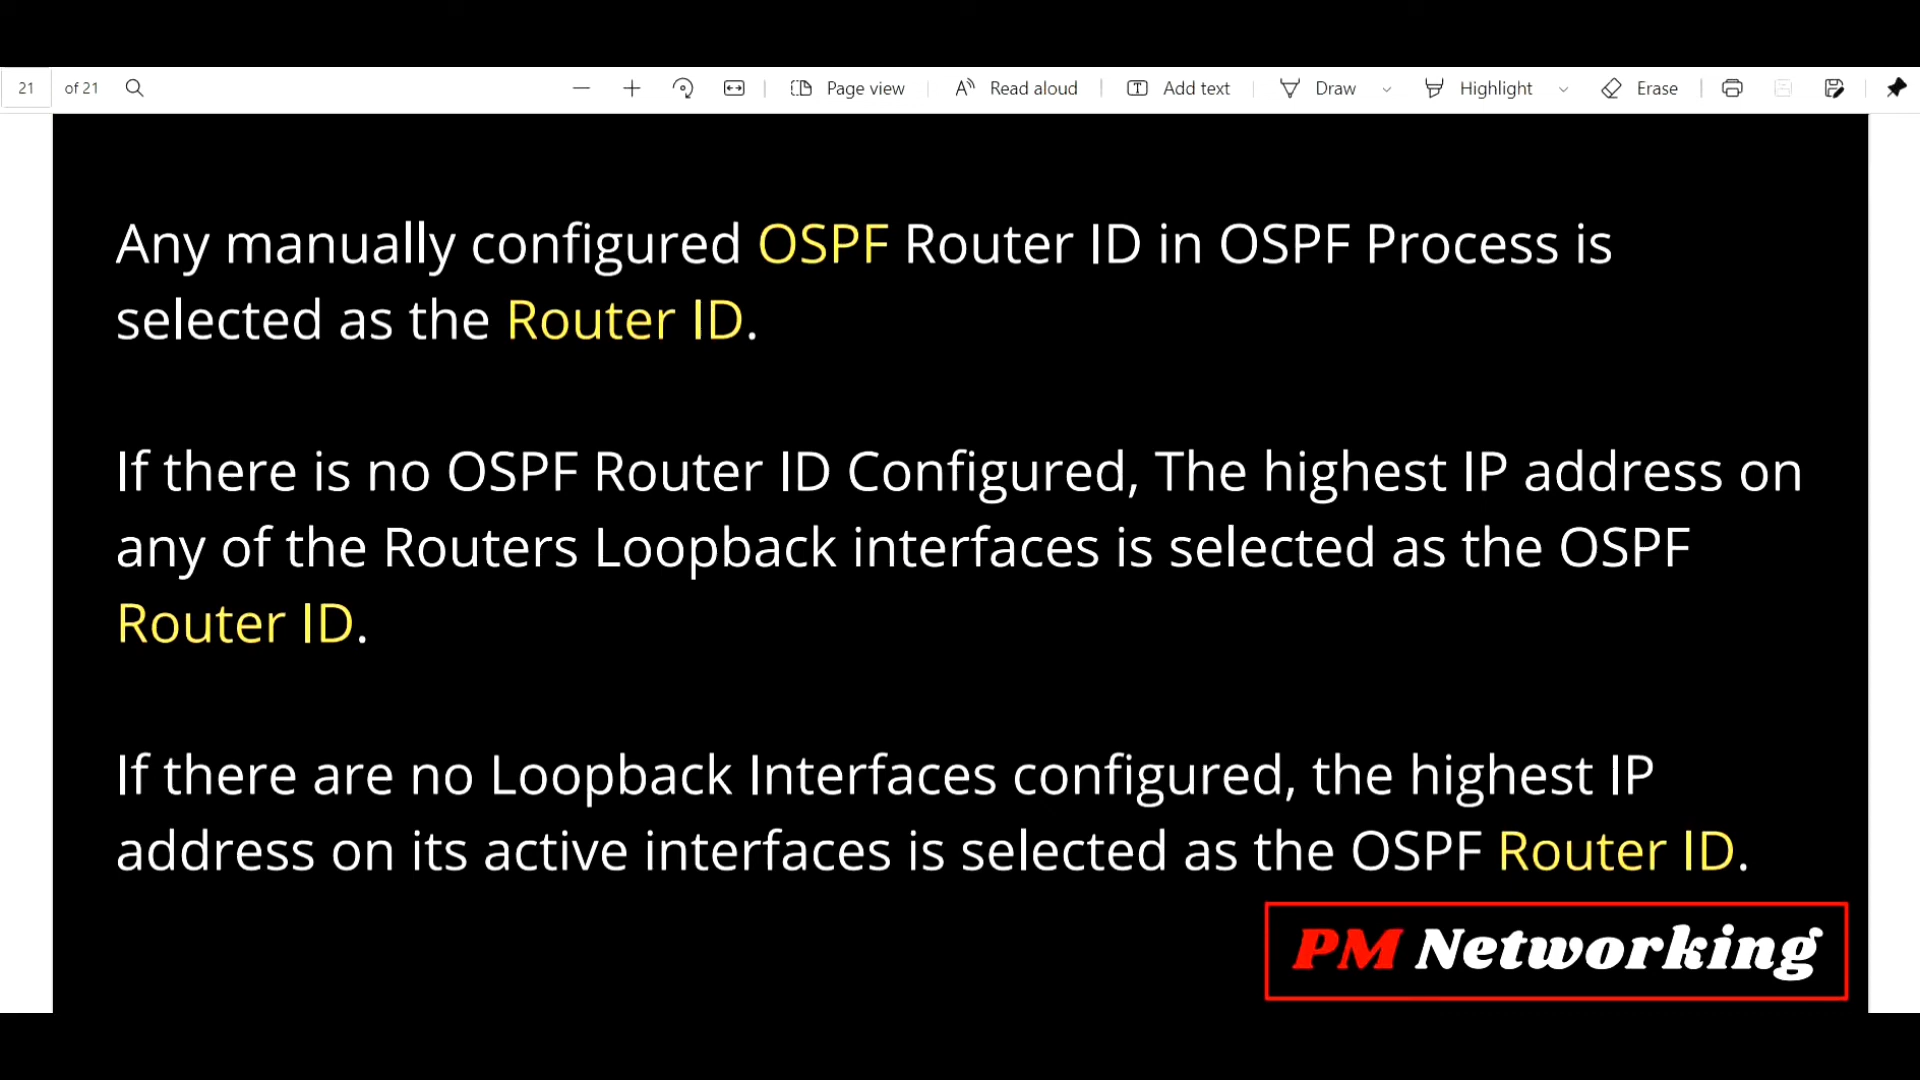 21 of 21 Page view Read aloud Add text Draw Highlight Erase
Any manually configured OSPF Router ID in OSPF Process is
selected as the Router ID.
If there is no OSPF Router ID Configured, The highest IP address on
any of the Routers Loopback interfaces is selected as the OSPF
Router ID.
If there are no Loopback Interfaces configured, the highest IP
address on its active interfaces is selected as the OSPF Router ID.
PM Networking